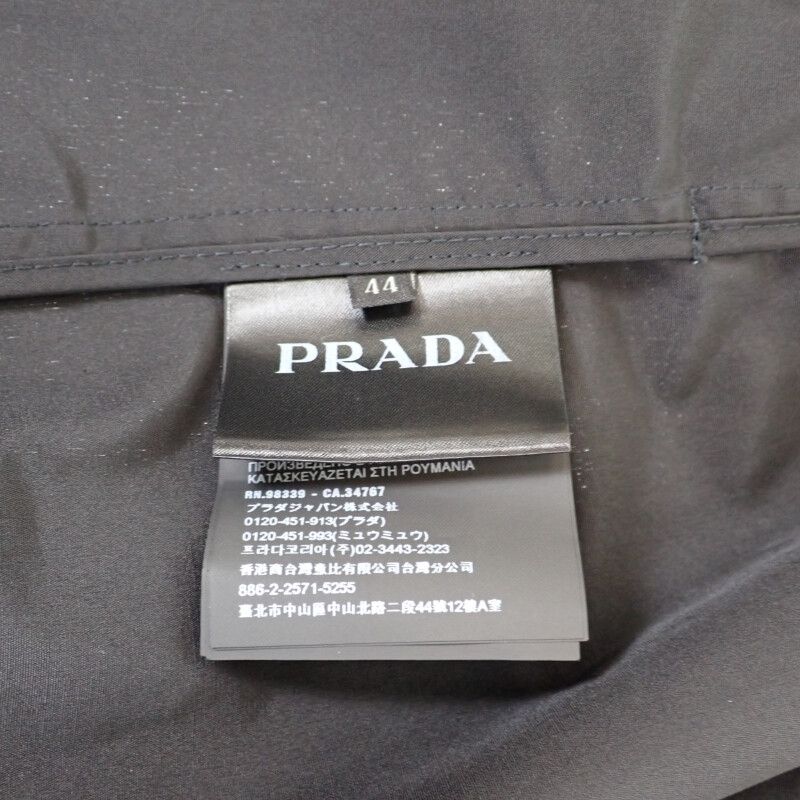 44
PRADA
ПРОИЗВЕДЕНО
ΚΑΤΑΣΚΕΥΑΖΕΤΑΙ ΣΤΗ ΡΟΥΜΑΝΙΑ
RN.98339 - CA.34767
プラダジャパン株式会社
0120-451-913(プラダ)
0120-451-993(ミュウミュウ)
프라다코리아(주)02-3443-2323
香港商台灣壹比有限公司台灣分公司
886-2-2571-5255
臺北市中山區中山北路二段44號12樓A室